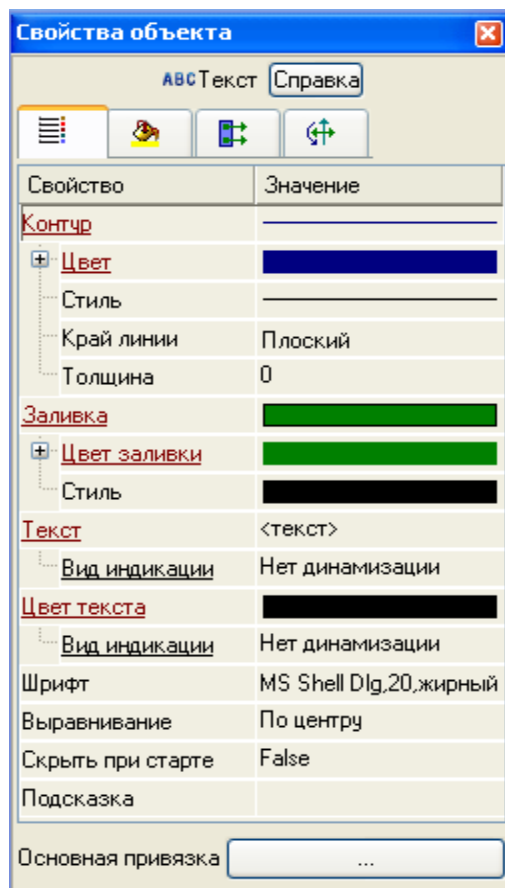 Свойства объекта
ABC Текст Справка
Свойство Значение
Контур
Цвет
Стиль
Край линии Плоский
Толщина 0
Заливка
Цвет заливки
Стиль
Текст <текст>
Вид индикации Нет динамизации
Цвет текста
Вид индикации Нет динамизации
Шрифт MS Shell Dlg,20,жирный
Выравнивание По центру
Скрыть при старте False
Подсказка
Основная привязка ...